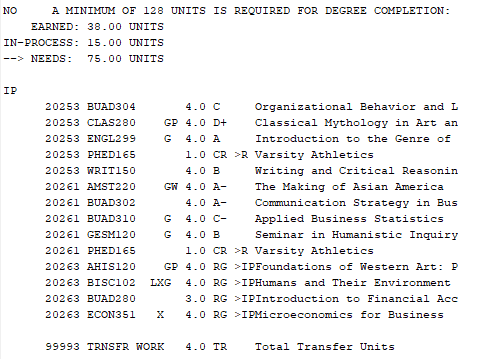 NO     A MINIMUM OF 128 UNITS IS REQUIRED FOR DEGREE COMPLETION:
    EARNED: 38.00 UNITS
IN-PROCESS: 15.00 UNITS
--> NEEDS:  75.00 UNITS
IP
      20253 BUAD304       4.0 C     Organizational Behavior and L
      20253 CLAS280    GP 4.0 D+    Classical Mythology in Art an
      20253 ENGL299    G  4.0 A     Introduction to the Genre of
      20253 PHED165       1.0 CR >R Varsity Athletics
      20253 WRIT150       4.0 B     Writing and Critical Reasonin
      20261 AMST220    GW 4.0 A-    The Making of Asian America
      20261 BUAD302       4.0 A-    Communication Strategy in Bus
      20261 BUAD310    G  4.0 C-    Applied Business Statistics
      20261 GESM120    G  4.0 B     Seminar in Humanistic Inquiry
      20261 PHED165       1.0 CR >R Varsity Athletics
      20263 AHIS120    GP 4.0 RG >IPFoundations of Western Art: P
      20263 BISC102  LXG  4.0 RG >IPHumans and Their Environment
      20263 BUAD280       3.0 RG >IPIntroduction to Financial Acc
      20263 ECON351   X   4.0 RG >IPMicroeconomics for Business
      99993 TRNSFR WORK   4.0 TR    Total Transfer Units